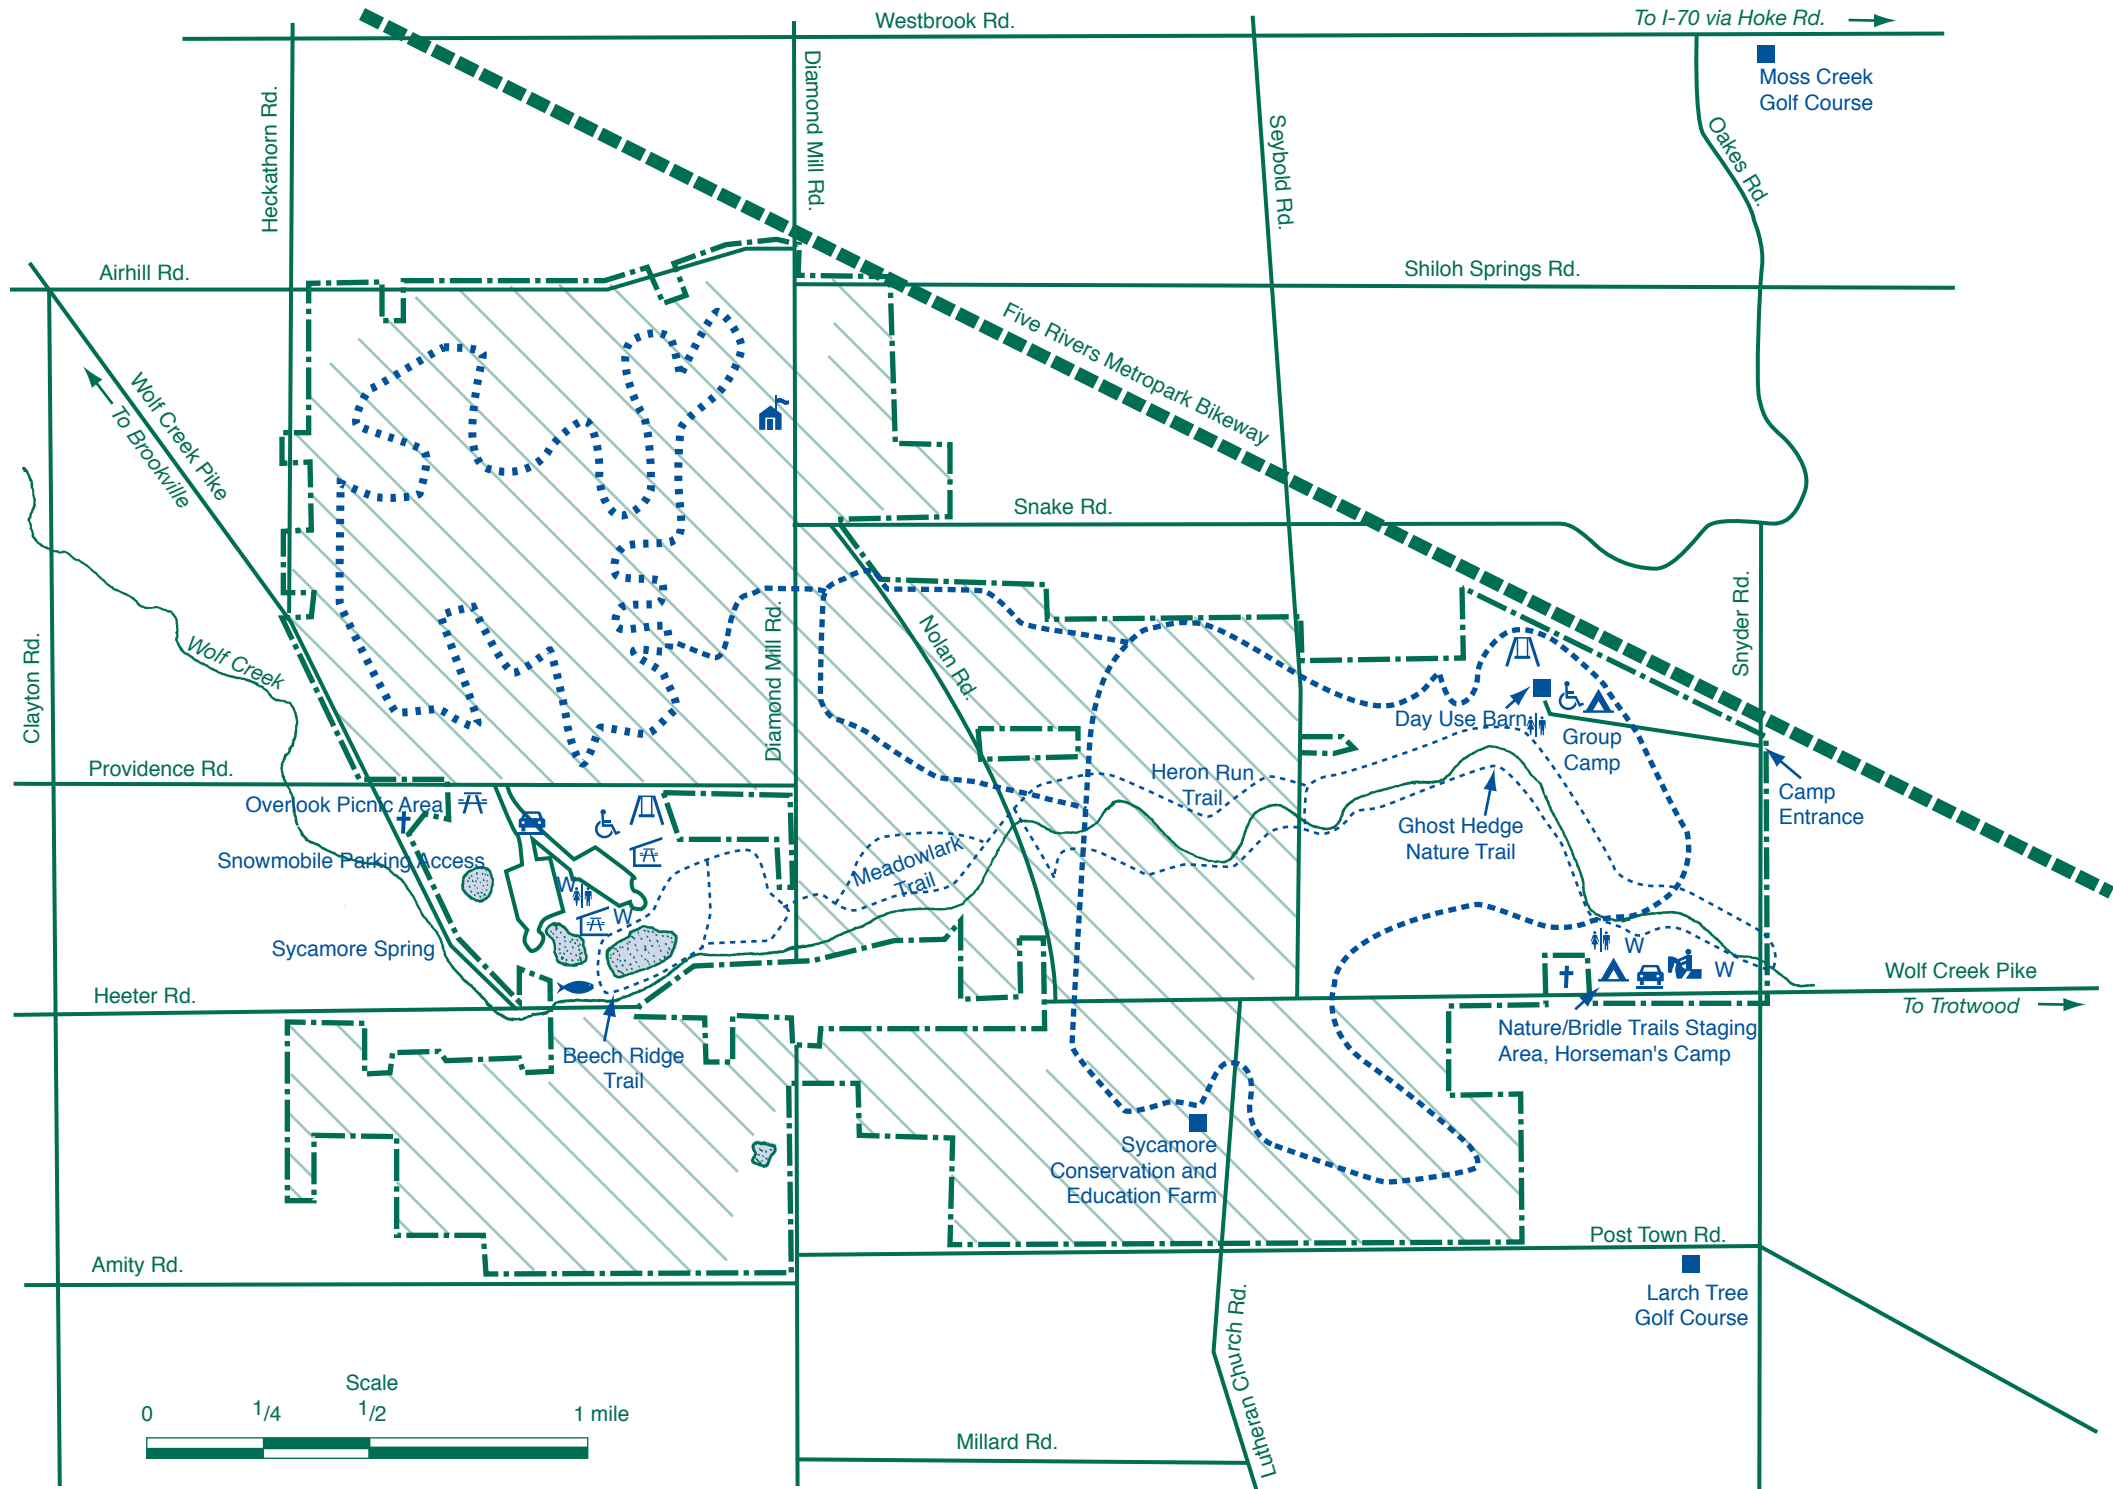 Westbrook Rd.
To I-70 via Hoke Rd.
Moss Creek
Golf Course
Heckathorn Rd.
Diamond Mill Rd.
Seybold Rd.
Oakes Rd.
Airhill Rd.
Shiloh Springs Rd.
Five Rivers Metropark Bikeway
Wolf Creek Pike
To Brookville
Snake Rd.
Wolf Creek
Clayton Rd.
Nolan Rd.
Diamond Mill Rd.
Snyder Rd.
Day Use Barn
Group
Camp
Providence Rd.
Heron Run
Trail
Camp
Entrance
Overlook Picnic Area
Ghost Hedge
Nature Trail
Snowmobile Parking Access
Meadowlark
Trail
W
W
Sycamore Spring
W
W
Heeter Rd.
Wolf Creek Pike
To Trotwood
Nature/Bridle Trails Staging
Area, Horseman's Camp
Beech Ridge
Trail
Sycamore
Conservation and
Education Farm
Post Town Rd.
Amity Rd.
Larch Tree
Golf Course
Lutheran Church Rd.
Scale
0 1/4 1/2 1 mile
Millard Rd.